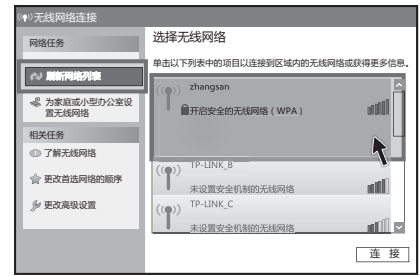 无线网络连接
网络任务
刷新网络列表
为家庭或小型办公室设
置无线网络
相关任务
了解无线网络
更改首选网络的顺序
更改高级设置
选择无线网络
单击以下列表中的项目以连接到区域内的无线网络或获得更多信息。
zhangsan
开启安全的无线网络（WPA）
TP-LINK_B
未设置安全机制的无线网络
TP-LINK_C
未设置安全机制的无线网络
连 接